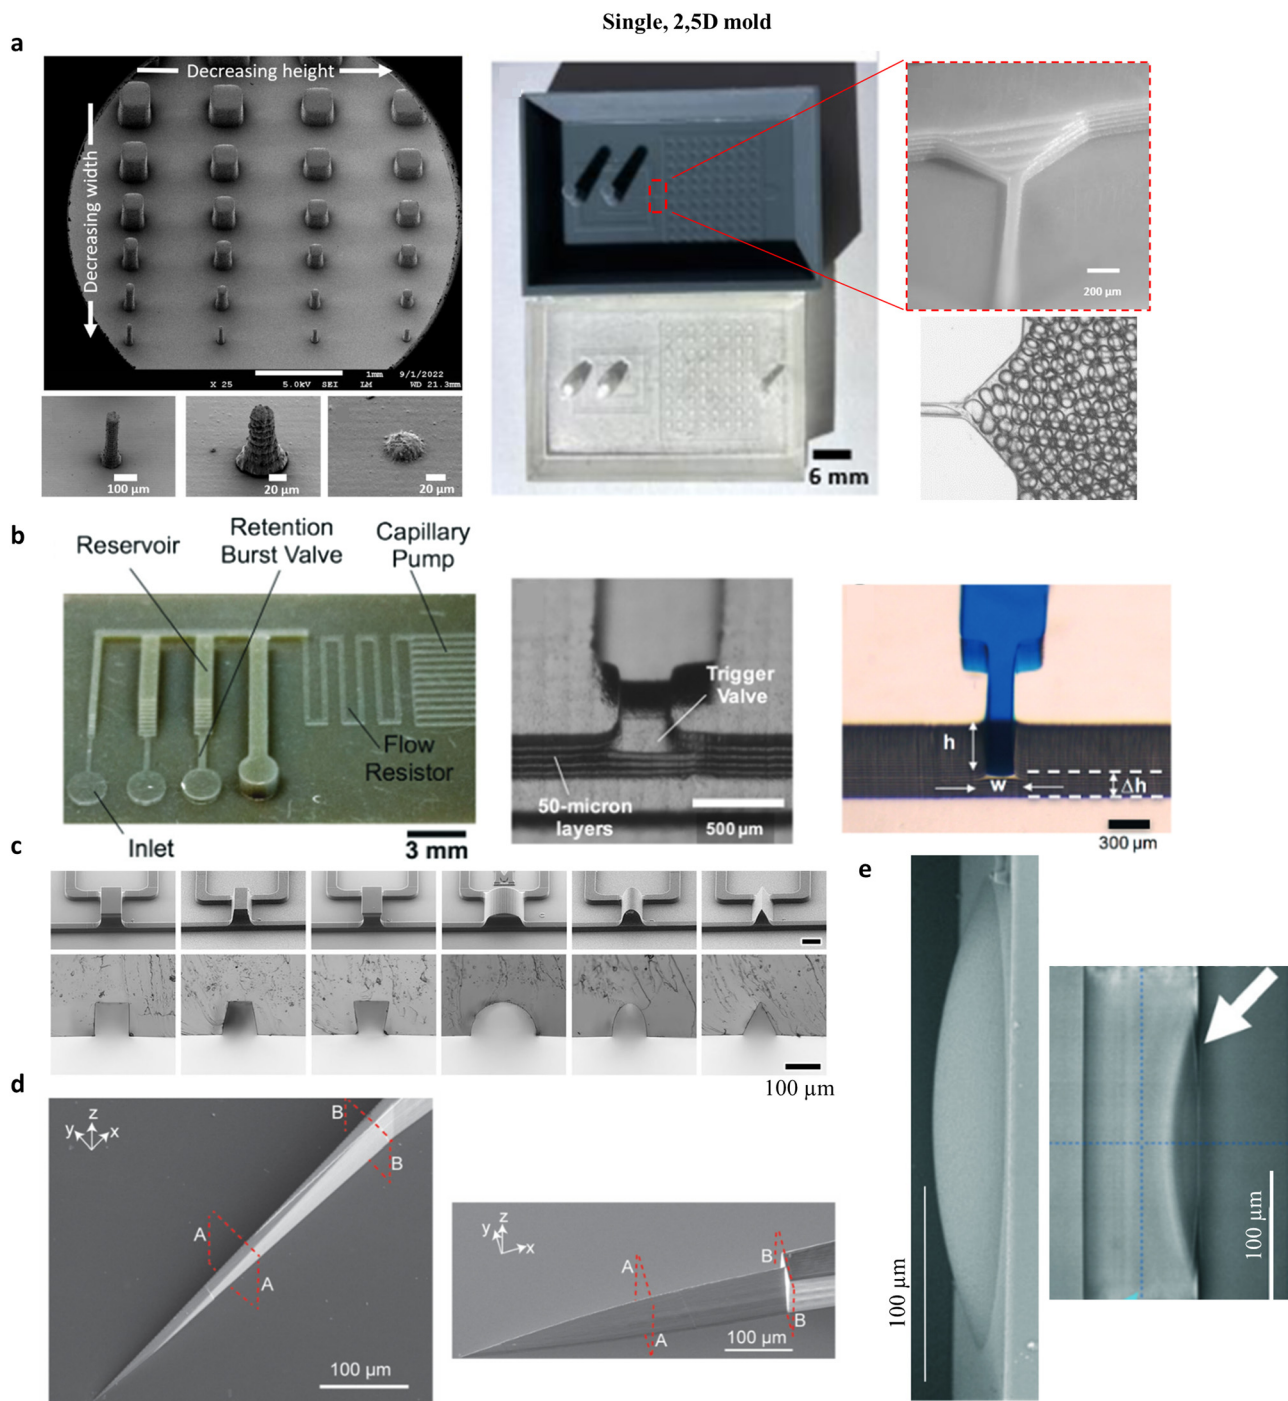 Single, 2,5D mold
a
Decreasing height
Decreasing width
1mm 9/1/2022
X 25 5.0kV SEI LM WD 21.3mm
100 µm
20 µm
20 µm
6 mm
200 µm
b
Reservoir
Retention
Burst Valve
Capillary
Pump
Flow
Resistor
Inlet
3 mm
Trigger
Valve
50-micron
layers
500 µm
h
w
Δh
300 µm
c
100 µm
d
z
y
x
B
B
A
A
100 µm
z
y
x
A
B
A
B
100 µm
e
100 µm
100 µm